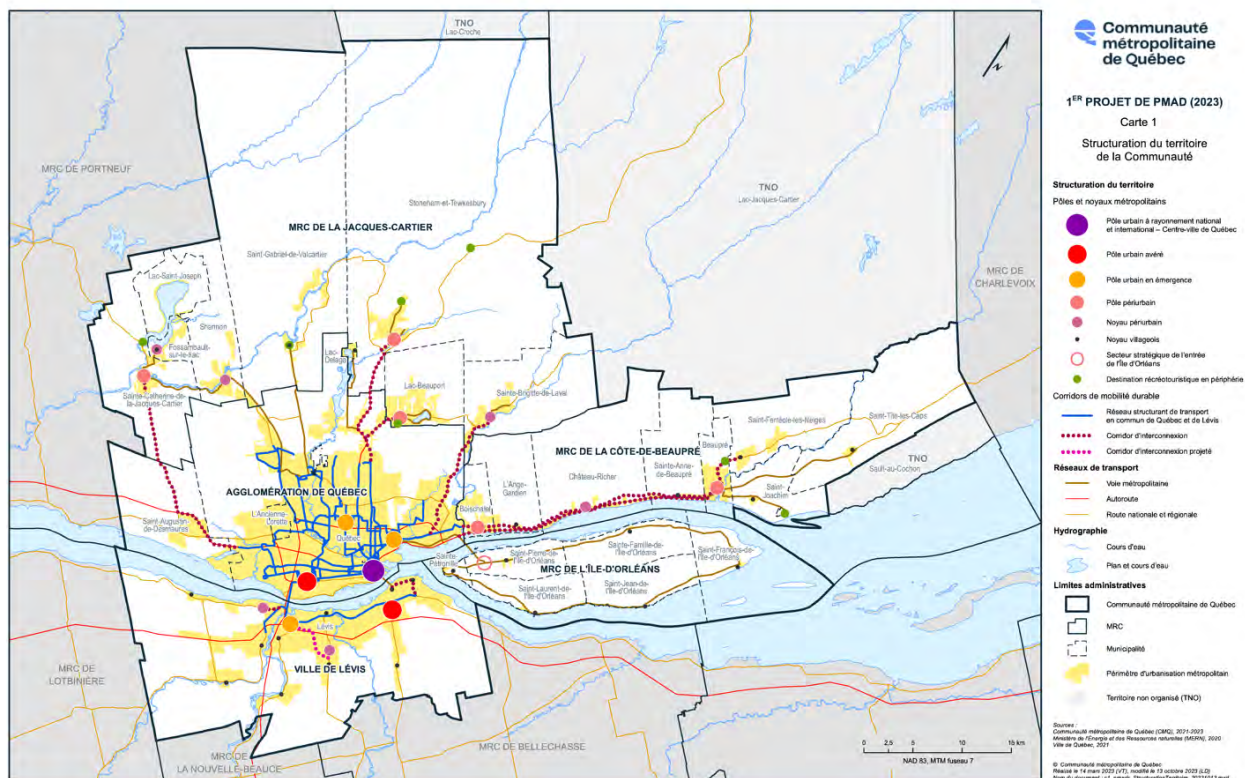 TNO
Lac-Croche
MRC DE PORTNEUF
Stoneham-et-Tewkesbury
TNO
Lac-Jacques-Cartier
MRC DE LA JACQUES-CARTIER
Saint-Gabriel-de-Valcartier
MRC DE
CHARLEVOIX
Lac-Saint-Joseph
Shannon
Fossambault-
sur-le-lac
Lac-
Delage
Lac-Beauport
Sainte-Brigitte-de-Laval
Sainte-Catherine-de-
la-Jacques-Cartier
Saint-Ferréol-les-Neiges
Saint-Tite-des-Caps
Beaupré
MRC DE LA CÔTE-DE-BEAUPRÉ
Sainte-Anne-
de-Beaupré
Château-Richer
L'Ange-
Gardien
Saint-
Joachim
Sault-au-Cochon
TNO
AGGLOMÉRATION DE QUÉBEC
Boischatel
L'Ancienne-
Lorette
Saint-Augustin-
de-Desmaures
Québec
Sainte-
Pétronille
Saint-Pierre-de-
l'Île-d'Orléans
Sainte-Famille-de-
l'Île-d'Orléans
Saint-François-de-
l'Île-d'Orléans
MRC DE L'ÎLE-D'ORLÉANS
Saint-Laurent-de-
l'Île-d'Orléans
Saint-Jean-de-
l'Île-d'Orléans
Lévis
VILLE DE LÉVIS
MRC DE
LOTBINIÈRE
MRC DE
LA NOUVELLE-BEAUCE
MRC DE BELLECHASSE
0 5 10 15 km
NAD 83, MTM fuseau 7
Communauté
métropolitaine
de Québec
1ER PROJET DE PMAD (2023)
Carte 1
Structuration du territoire
de la Communauté
Structuration du territoire
Pôles et noyaux métropolitains
Pôle urbain à rayonnement national
et international – Centre-ville de Québec
Pôle urbain avéré
Pôle urbain en émergence
Pôle périurbain
Noyau périurbain
Noyau villageois
Secteur stratégique de l'entrée
de l'île d'Orléans
Destination récréotouristique en périphérie
Corridors de mobilité durable
Réseau structurant de transport
en commun de Québec et de Lévis
Corridor d'interconnexion
Corridor d'interconnexion projeté
Réseaux de transport
Voie métropolitaine
Autoroute
Route nationale et régionale
Hydrographie
Cours d'eau
Plan et cours d'eau
Limites administratives
Communauté métropolitaine de Québec
MRC
Municipalité
Périmètre d'urbanisation métropolitain
Territoire non organisé (TNO)
Sources :
Communauté métropolitaine de Québec (CMQ), 2021-2023
Ministère de l'Énergie et des Ressources naturelles (MERN), 2020
Ville de Québec, 2021
© Communauté métropolitaine de Québec
Réalisé le 14 mars 2023 (VT), modifié le 13 octobre 2023 (LD)